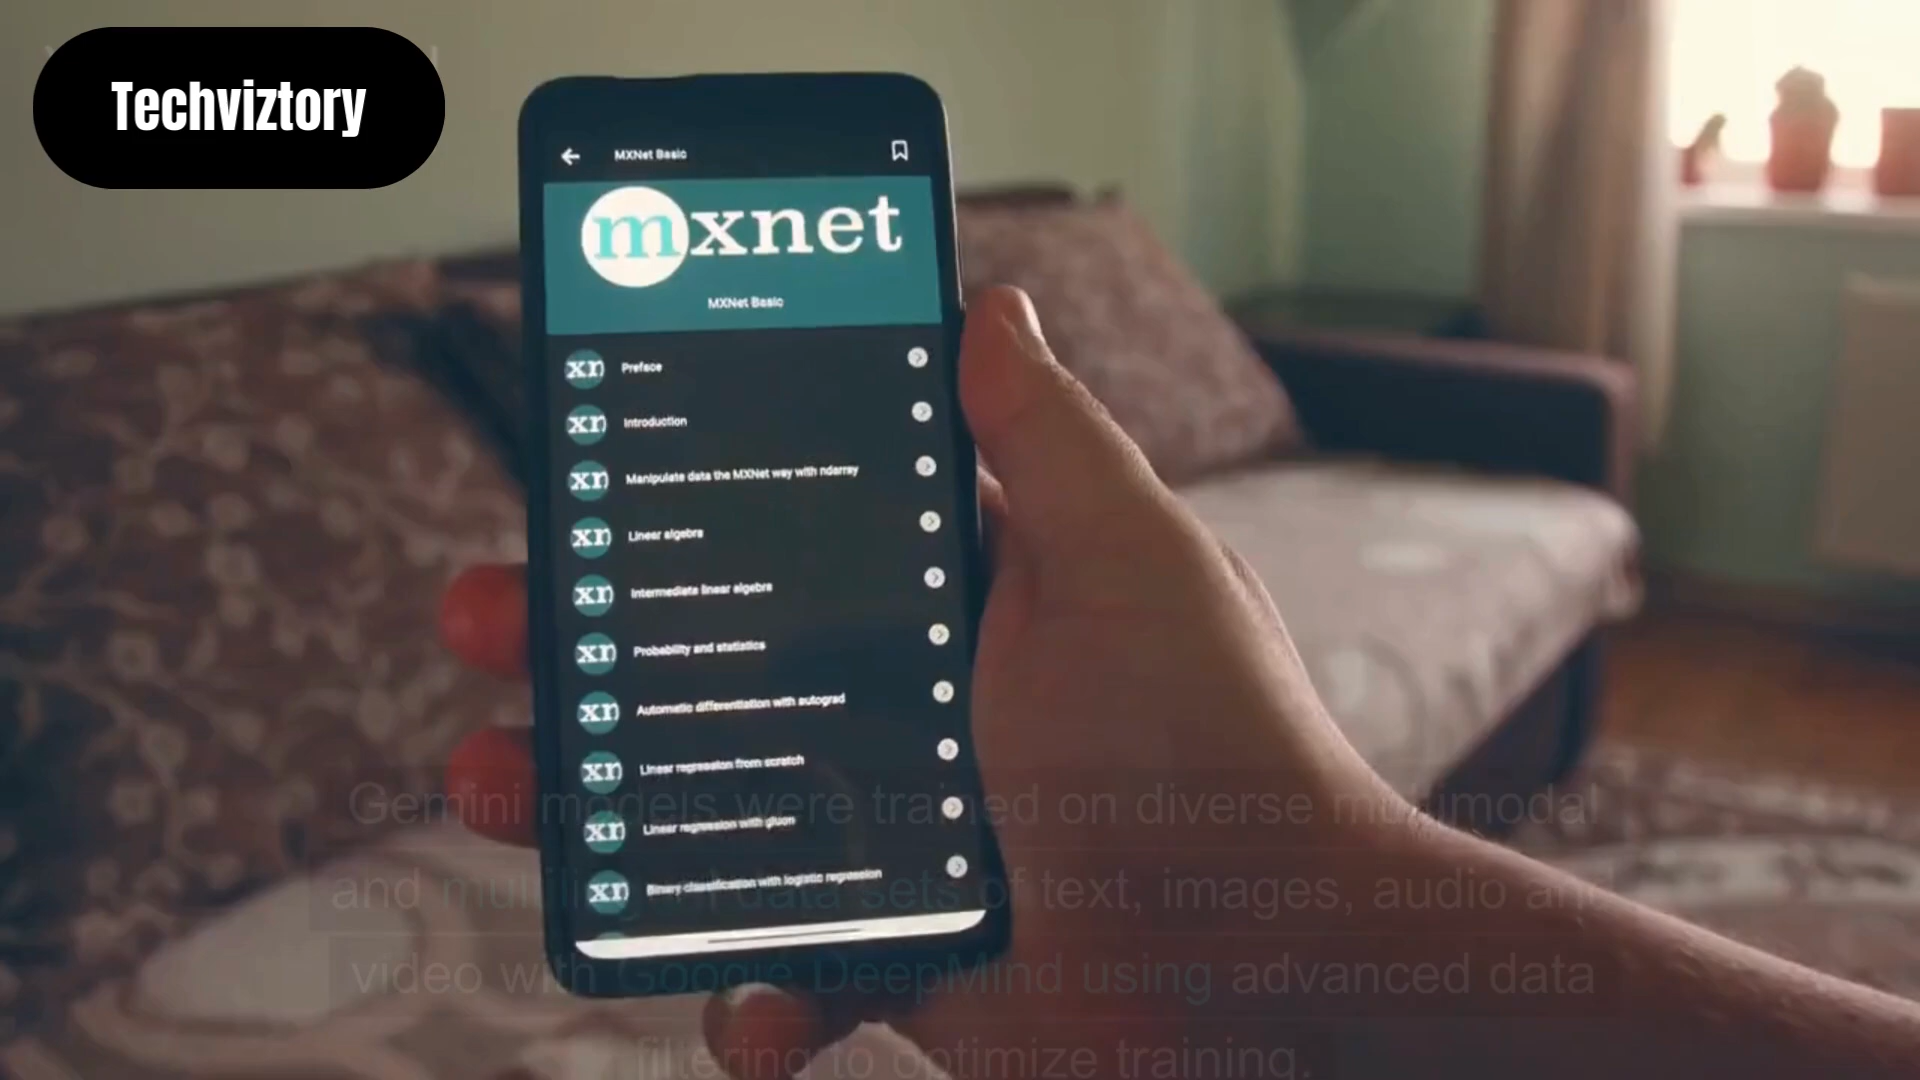 Techviztory
MXNet Basic
mxnet
MXNet Basic
Preface
Introduction
Manipulate data the MXNet way with ndarray
Linear algebra
Intermediate linear algebra
Probability and statistics
Automatic differentiation with autograd
Linear regression from scratch
Linear regression with gluon
Binary classification with logistic regression
Gemini models were trained on diverse multimodal
and multilingual data sets of text, images, audio and
video with Google DeepMind using advanced data
filtering to optimize training.